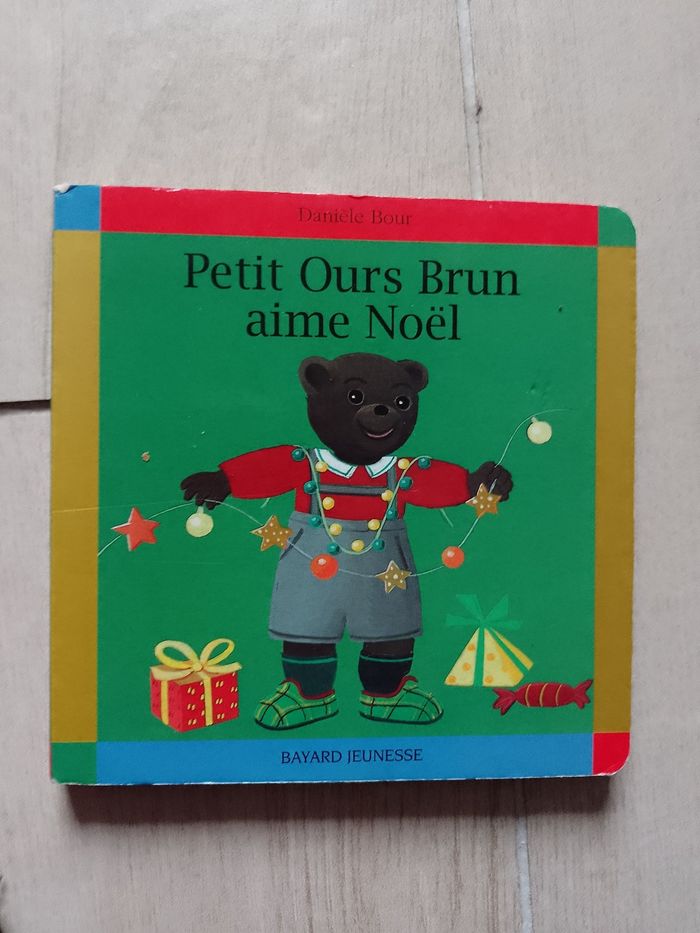 Danièle Bour
Petit Ours Brun
aime Noël
BAYARD JEUNESSE